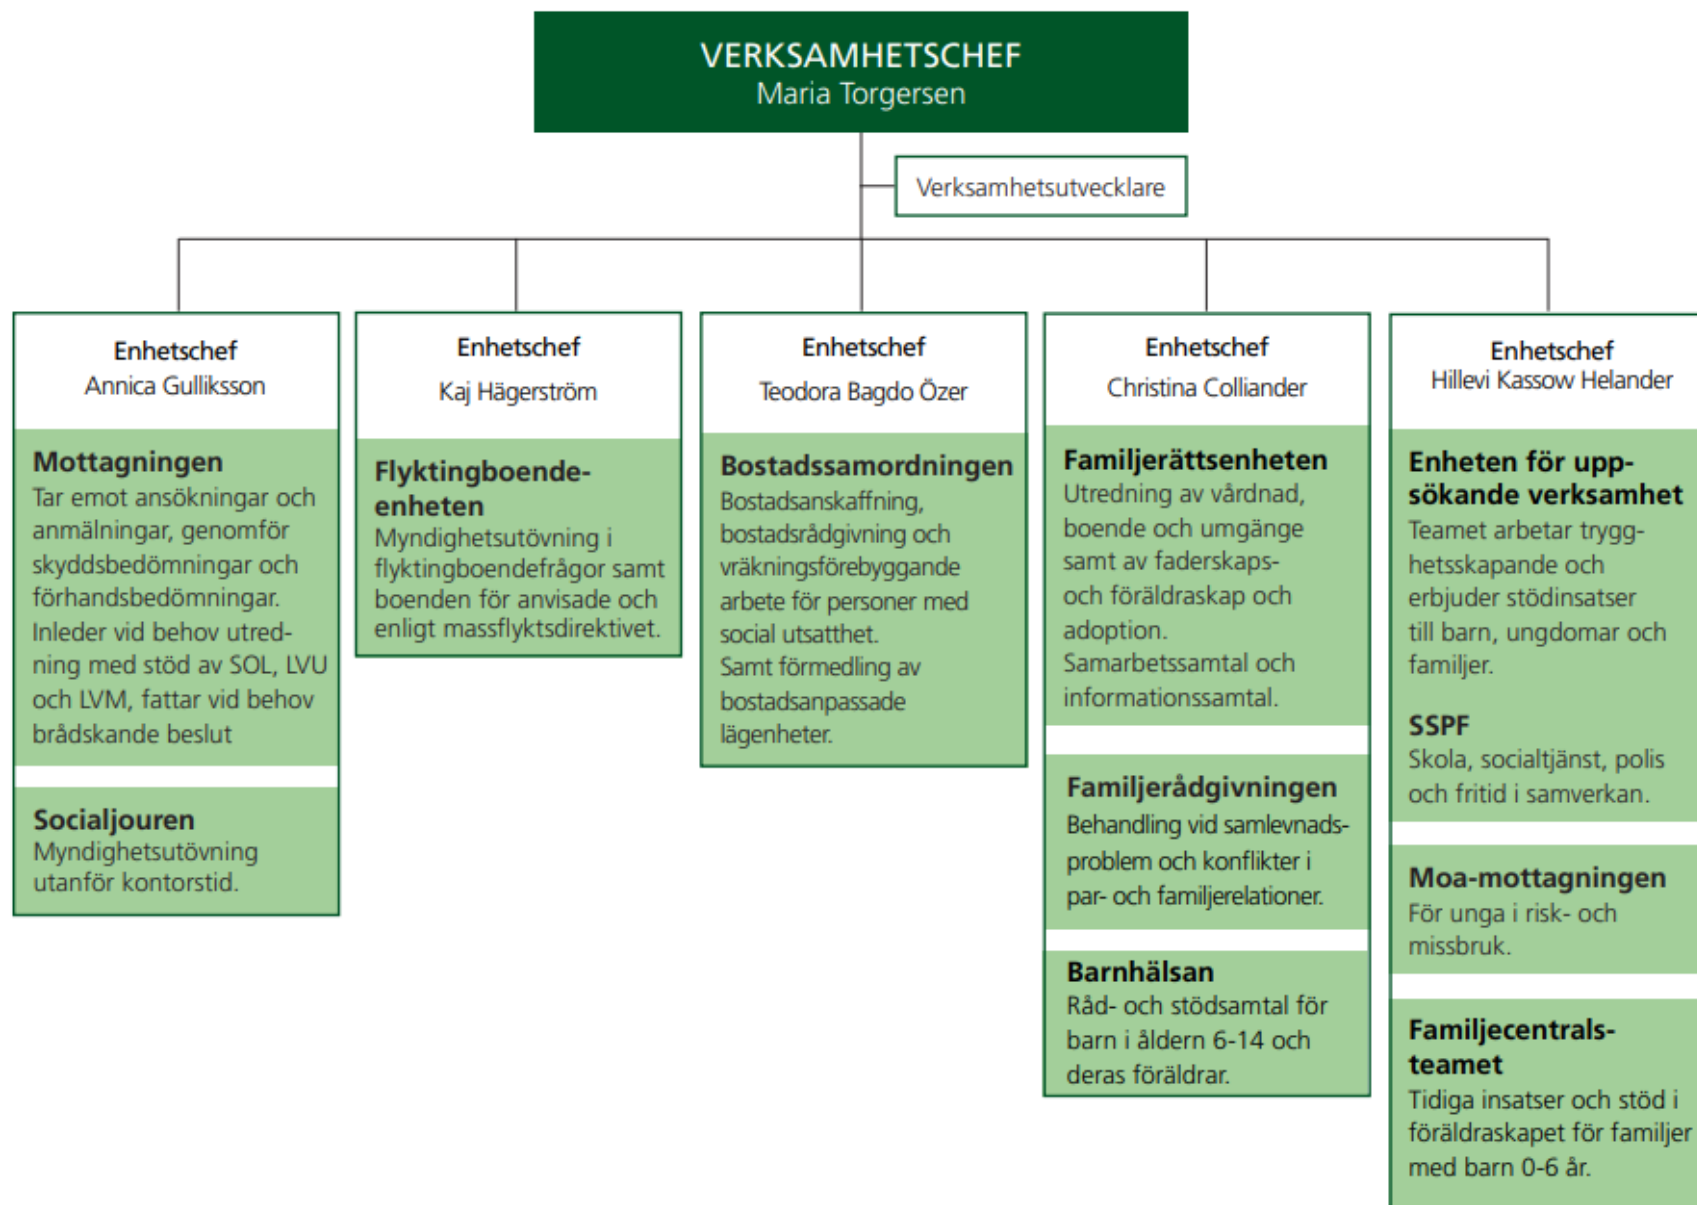 VERKSAMHETSCHEF
Maria Torgersen
Verksamhetsutvecklare
Enhetschef
Annica Gulliksson
Mottagningen
Tar emot ansökningar och
anmälningar, genomför
skyddsbedömningar och
förhandsbedömningar.
Inleder vid behov utred-
ning med stöd av SOL, LVU
och LVM, fattar vid behov
brådskande beslut
Socialjouren
Myndighetsutövning
utanför kontorstid.
Enhetschef
Kaj Hägerström
Flyktingboende-
enheten
Myndighetsutövning i
flyktingboendefrågor samt
boenden för anvisade och
enligt massflyktsdirektivet.
Enhetschef
Teodora Bagdo Özer
Bostadssamordningen
Bostadsanskaffning,
bostadsrådgivning och
vräkningsförebyggande
arbete för personer med
social utsatthet.
Samt förmedling av
bostadsanpassade
lägenheter.
Enhetschef
Christina Colliander
Familjerättsenheten
Utredning av vårdnad,
boende och umgänge
samt av faderskaps-
och föräldraskap och
adoption.
Samarbetssamtal och
informationssamtal.
Familjerådgivningen
Behandling vid samlevnads-
problem och konflikter i
par- och familjerelationer.
Barnhälsan
Råd- och stödsamtal för
barn i åldern 6-14 och
deras föräldrar.
Enhetschef
Hillevi Kassow Helander
Enheten för upp-
sökande verksamhet
Teamet arbetar trygg-
hetsskapande och
erbjuder stödinsatser
till barn, ungdomar och
familjer.
SSPF
Skola, socialtjänst, polis
och fritid i samverkan.
Moa-mottagningen
För unga i risk- och
missbruk.
Familjecentrals-
teamet
Tidiga insatser och stöd i
föräldraskapet för familjer
med barn 0-6 år.